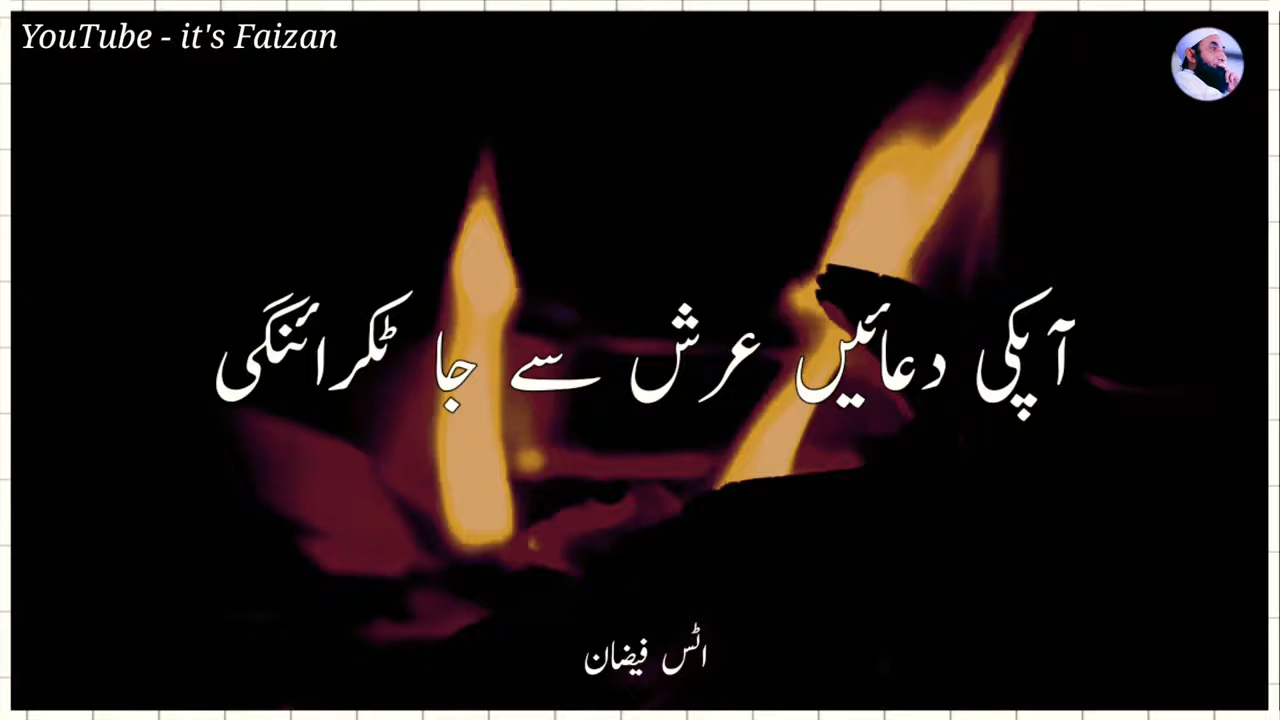 YouTube - it's Faizan
آپکی دعائیں عرش سے جا ٹکرائنگی
اٹس فیضان